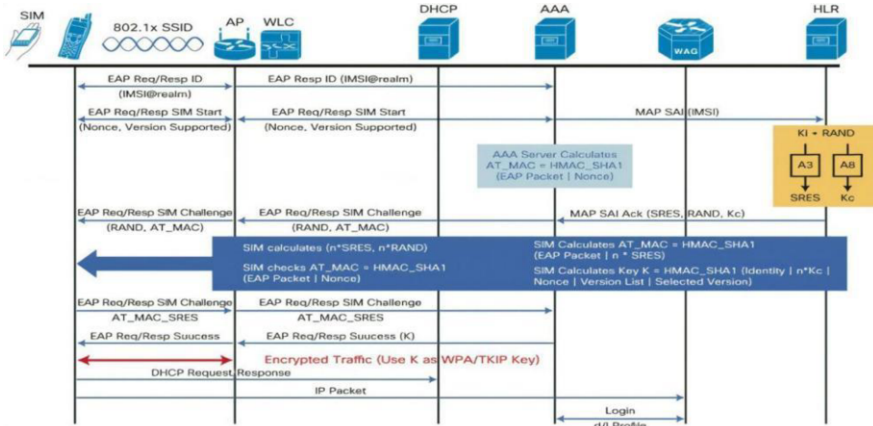 SIM
802.1x SSID
AP
WLC
DHCP
AAA
WAG
HLR
EAP Req/Resp ID
(IMSI@realm)
EAP Resp ID (IMSI@realm)
EAP Req/Resp SIM Start
(Nonce, Version Supported)
EAP Req/Resp SIM Start
(Nonce, Version Supported)
MAP SAI (IMSI)
KI + RAND
A3
A8
SRES
Kc
AAA Server Calculates
AT_MAC = HMAC_SHA1
(EAP Packet | Nonce)
EAP Req/Resp SIM Challenge
(RAND, AT_MAC)
EAP Req/Resp SIM Challenge
(RAND, AT_MAC)
MAP SAI Ack (SRES, RAND, Kc)
SIM calculates (n*SRES, n*RAND)
SIM checks AT_MAC = HMAC_SHA1
(EAP Packet | Nonce)
SIM Calculates AT_MAC = HMAC_SHA1
(EAP Packet | n * SRES)
SIM Calculates Key K = HMAC_SHA1 (Identity | n*Kc |
Nonce | Version List | Selected Version)
EAP Req/Resp SIM Challenge
AT_MAC_SRES
EAP Req/Resp SIM Challenge
AT_MAC_SRES
EAP Req/Resp Suucess
EAP Req/Resp Suucess (K)
Encrypted Traffic (Use K as WPA/TKIP Key)
DHCP Request Response
IP Packet
Login